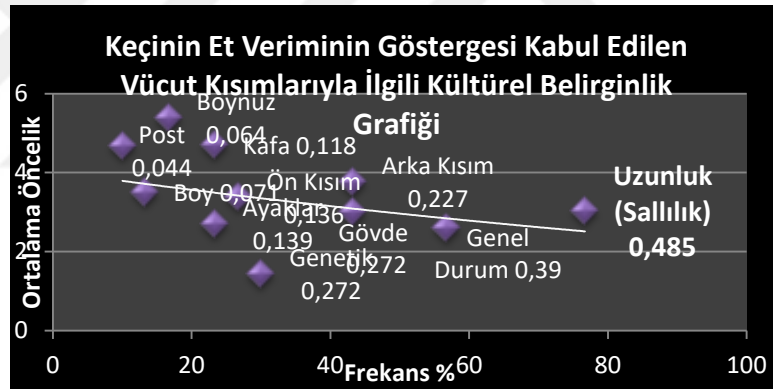 Keçinin Et Veriminin Göstergesi Kabul Edilen
Vücut Kısımlarıyla İlgili Kültürel Belirginlik
Grafiği
Ortalama Öncelik
6
4
2
0
Boynuz
0,064
Post
0,044
Kafa 0,118
Boy 0,071
Ön Kısım
0,136
Ayaklar
0,139
Arka Kısım
0,227
Gövde
0,272
Genetik
0,272
Genel
Durum 0,39
Uzunluk
(Sallılık)
0,485
0
20
40
60
80
100
Frekans %